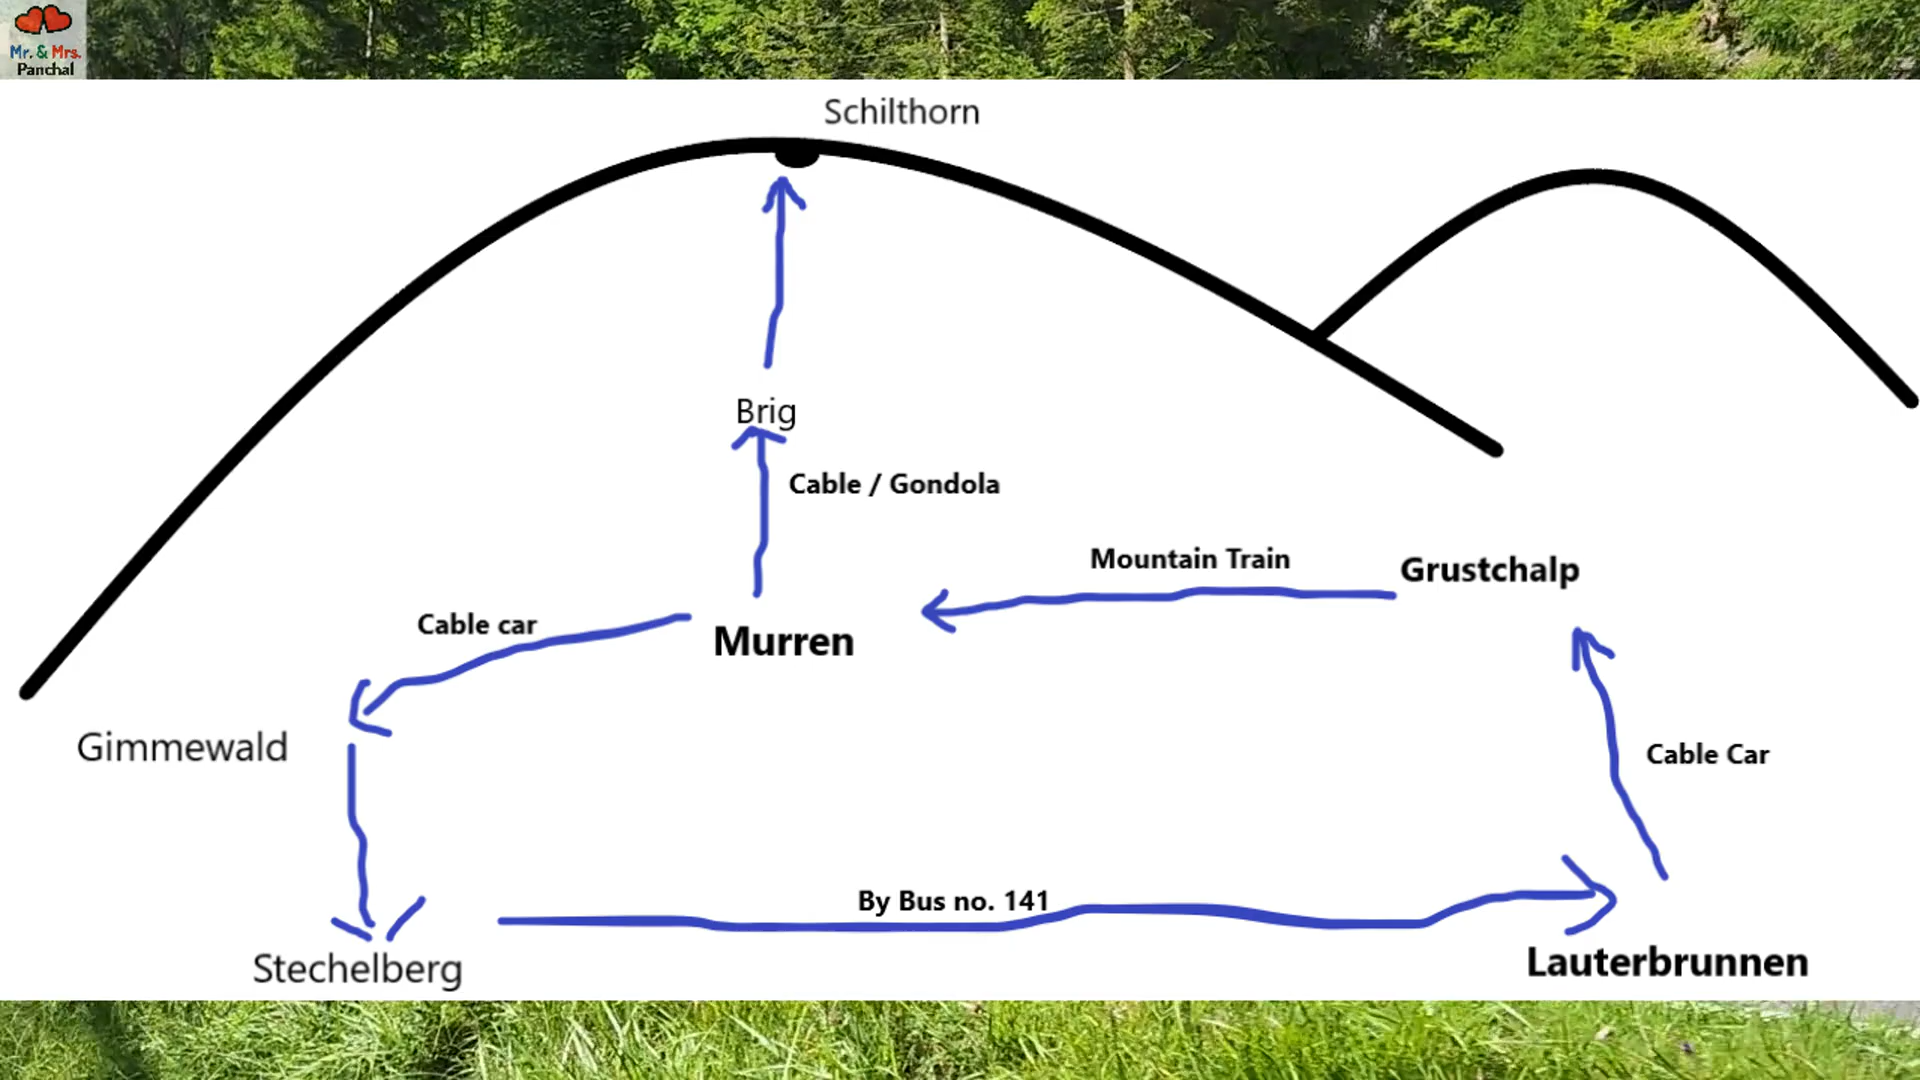 Mr. & Mrs.
Panchal
Schilthorn
Brig
Cable / Gondola
Mountain Train
Grustchalp
Cable car
Murren
Gimmewald
Cable Car
By Bus no. 141
Stechelberg
Lauterbrunnen